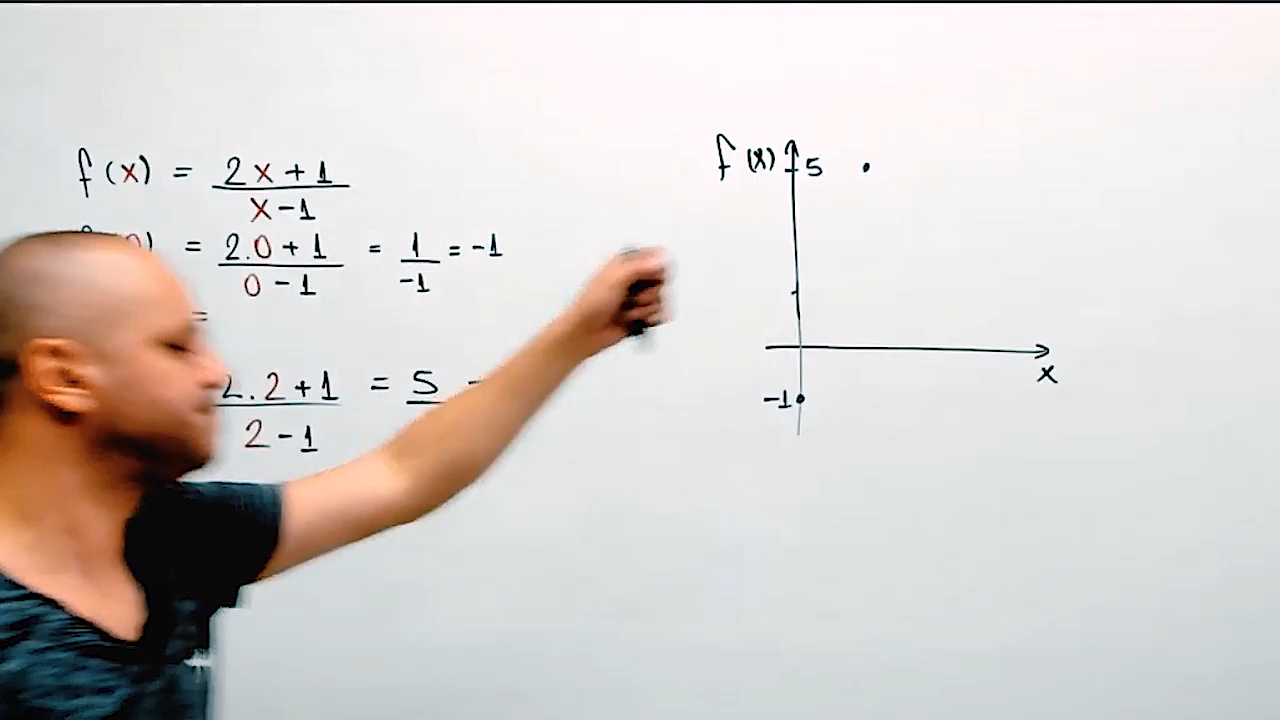 f(x) = 2x+1
x-1
= 2.0+1 = 1 = -1
0-1 -1
=
2.2+1 = 5
2-1
f(x) 5
x
-1